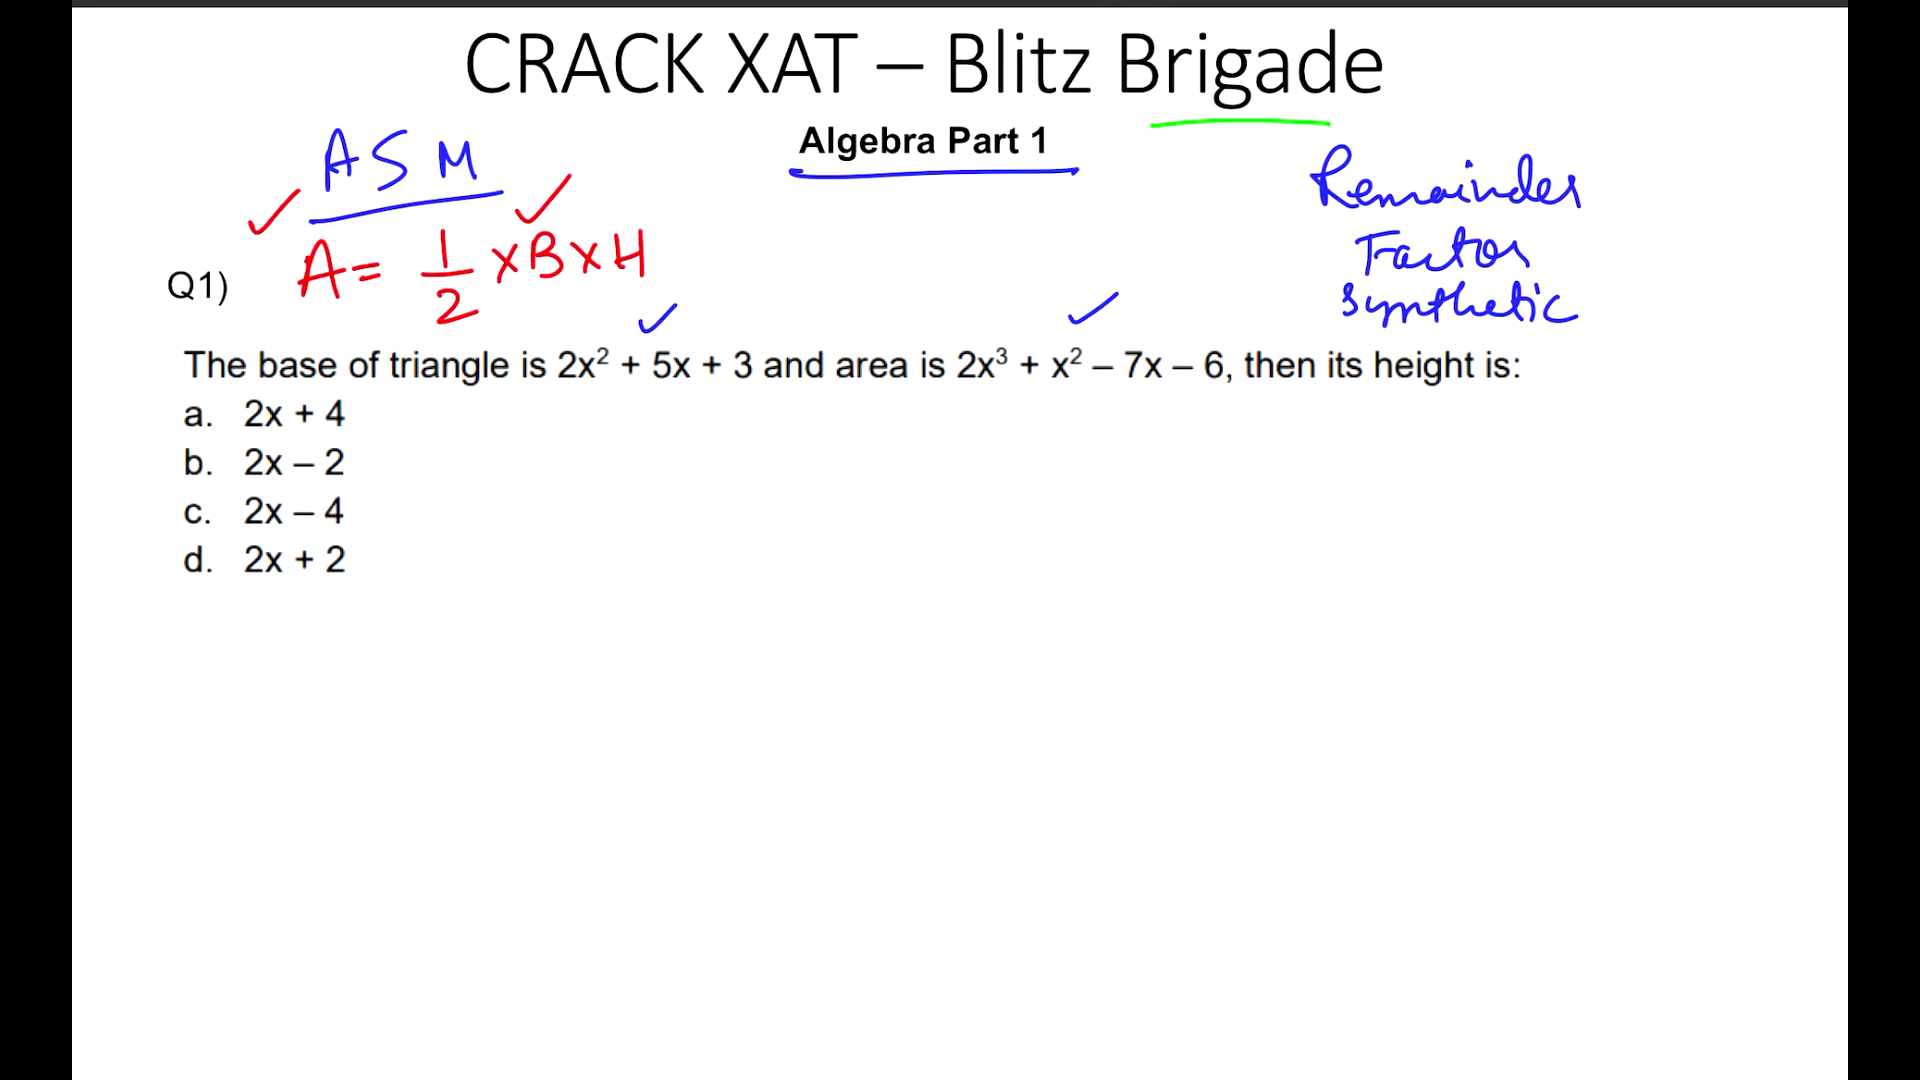 CRACK XAT – Blitz Brigade
Algebra Part 1
ASM
Remainder
Factor
Synthetic
A = 1/2 × B × H
Q1)
The base of triangle is 2x² + 5x + 3 and area is 2x³ + x² – 7x – 6, then its height is:
a. 2x + 4
b. 2x – 2
c. 2x – 4
d. 2x + 2